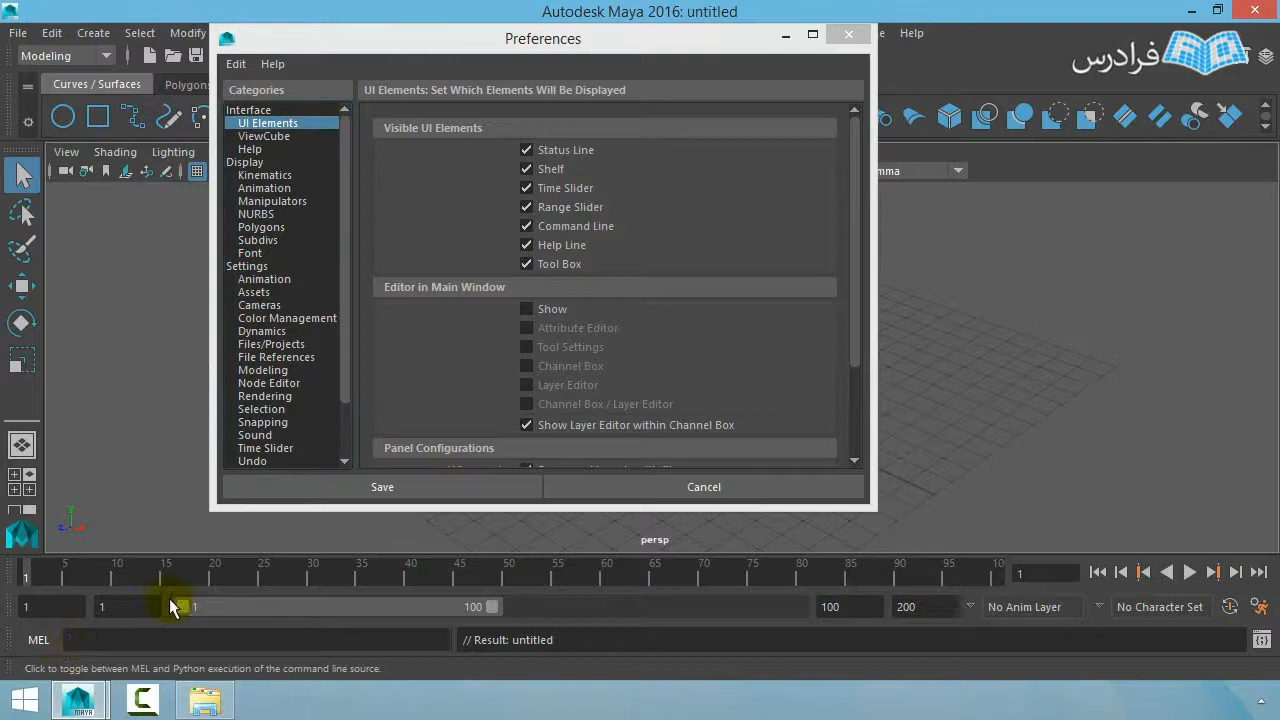 Autodesk Maya 2016: untitled
File Edit Create Select Modify
Help
فرادرس
Modeling
Curves / Surfaces
Polygons
View Shading Lighting
Preferences
Edit Help
Categories
Interface
UI Elements
ViewCube
Help
Display
Kinematics
Animation
Manipulators
NURBS
Polygons
Subdivs
Font
Settings
Animation
Assets
Cameras
Color Management
Dynamics
Files/Projects
File References
Modeling
Node Editor
Rendering
Selection
Snapping
Sound
Time Slider
Undo
UI Elements: Set Which Elements Will Be Displayed
Visible UI Elements
Status Line
Shelf
Time Slider
Range Slider
Command Line
Help Line
Tool Box
Editor in Main Window
Show
Attribute Editor
Tool Settings
Channel Box
Layer Editor
Channel Box / Layer Editor
Show Layer Editor within Channel Box
Panel Configurations
Save
Cancel
persp
1 5 10 15 20 25 30 35 40 45 50 55 60 65 70 75 80 85 90 95 10
1
1 1 1 100 100 200 No Anim Layer No Character Set
MEL // Result: untitled
Click to toggle between MEL and Python execution of the command line source.
MAYA